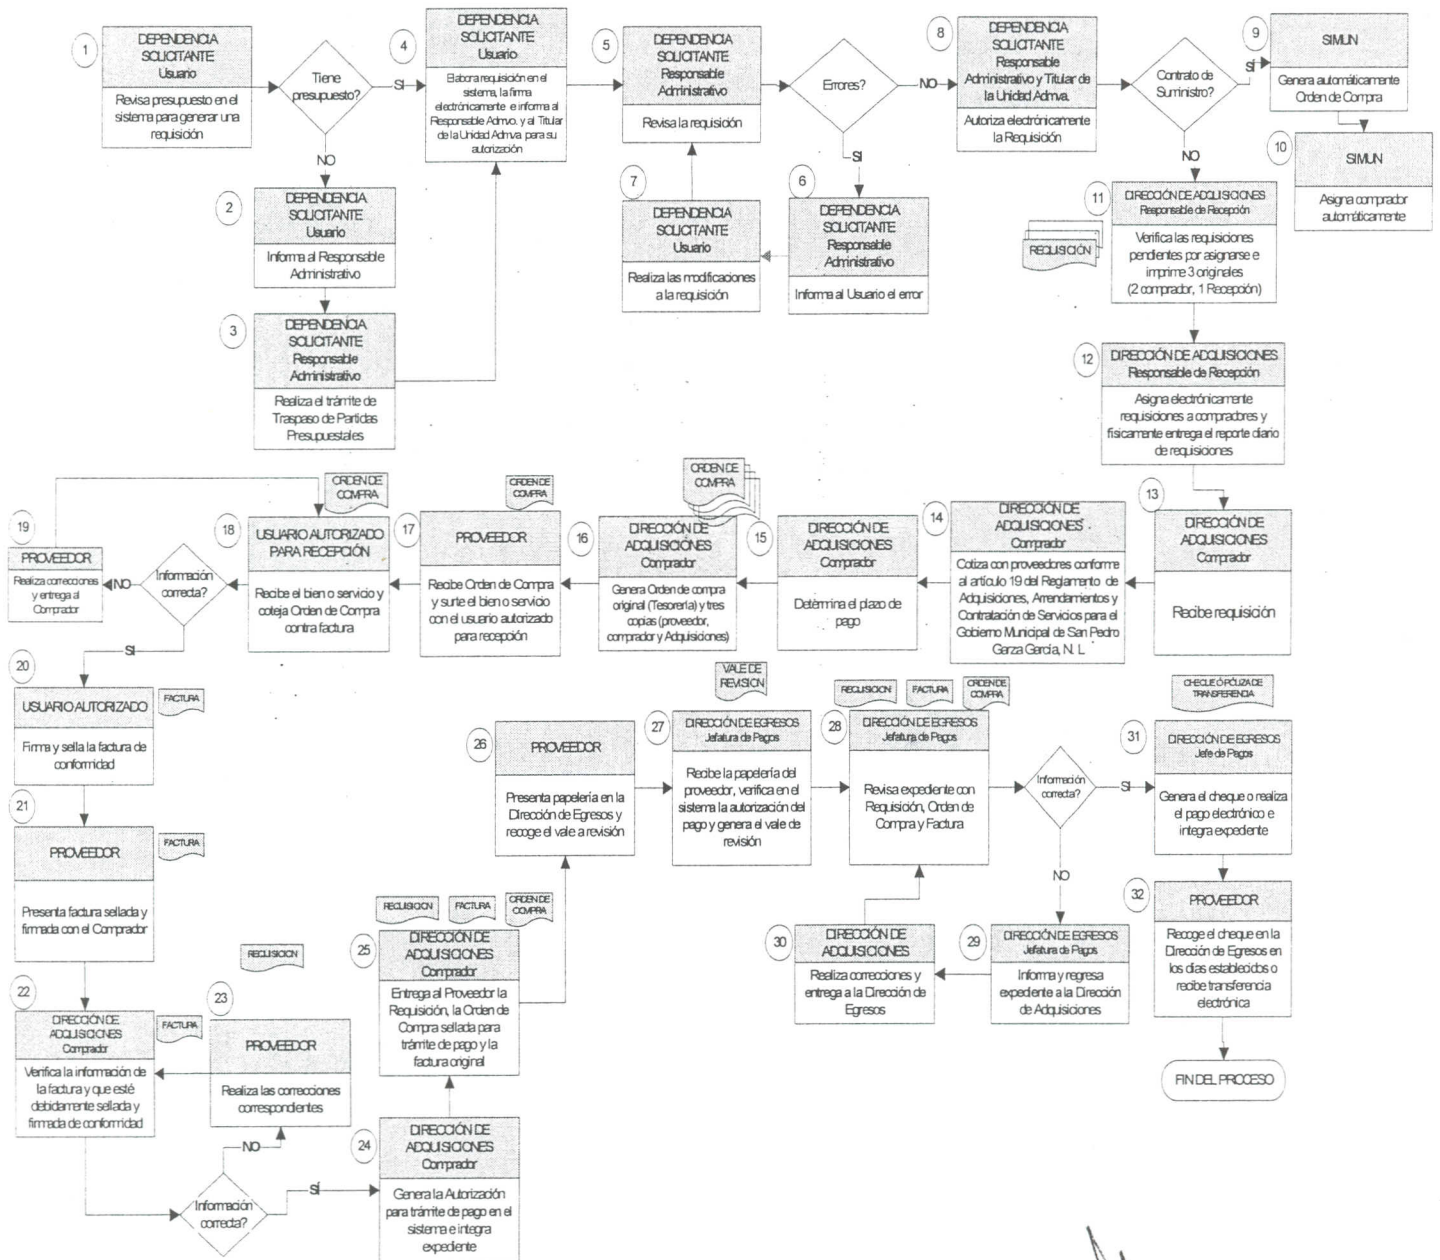 1
DEPENDENCIA
SOLICITANTE
Usuario
Revisa presupuesto en el
sistema para generar una
requisición
Tiene
presupuesto?
SÍ
NO
2
DEPENDENCIA
SOLICITANTE
Usuario
Informa al Responsable
Administrativo
3
DEPENDENCIA
SOLICITANTE
Responsable
Administrativo
Realiza el trámite de
Traspaso de Partidas
Presupuestales
4
DEPENDENCIA
SOLICITANTE
Usuario
Elabora requisición en el
sistema, la firma
electrónicamente e informa al
Responsable Admvo. y al Titular
de la Unidad Admva. para su
autorización
5
DEPENDENCIA
SOLICITANTE
Responsable
Administrativo
Revisa la requisición
Errores?
NO
SI
6
DEPENDENCIA
SOLICITANTE
Responsable
Administrativo
Informa al Usuario el error
7
DEPENDENCIA
SOLICITANTE
Usuario
Realiza las modificaciones
a la requisición
8
DEPENDENCIA
SOLICITANTE
Responsable
Administrativo y Titular de
la Unidad Admva.
Autoriza electrónicamente
la Requisición
Contrato de
Suministro?
SÍ
NO
9
SIMUN
Genera automáticamente
Orden de Compra
10
SIMUN
Asigna comprador
automáticamente
11
DIRECCIÓN DE ADQUISICIONES
Responsable de Recepción
Verifica las requisiciones
pendientes por asignarse e
imprime 3 originales
(2 comprador, 1 Recepción)
REQUISICIÓN
12
DIRECCIÓN DE ADQUISICIONES
Responsable de Recepción
Asigna electrónicamente
requisiciones a compradores y
físicamente entrega el reporte diario
de requisiciones
13
DIRECCIÓN DE
ADQUISICIONES
Comprador
Recibe requisición
14
DIRECCIÓN DE
ADQUISICIONES
Comprador
Cotiza con proveedores conforme
al artículo 19 del Reglamento de
Adquisiciones, Arrendamientos y
Contratación de Servicios para el
Gobierno Municipal de San Pedro
Garza García, N. L
15
DIRECCIÓN DE
ADQUISICIONES
Comprador
Determina el plazo de
pago
ORDEN DE
COMPRA
16
DIRECCIÓN DE
ADQUISICIONES
Comprador
Genera Orden de compra
original (Tesorería) y tres
copias (proveedor,
comprador y Adquisiciones)
ORDEN DE
COMPRA
17
PROVEEDOR
Recibe Orden de Compra
y surte el bien o servicio
con el usuario autorizado
para recepción
ORDEN DE
COMPRA
18
USUARIO AUTORIZADO
PARA RECEPCIÓN
Recibe el bien o servicio y
coteja Orden de Compra
contra factura
Información
correcta?
NO
SI
19
PROVEEDOR
Realiza correcciones
y entrega al
Comprador
20
USUARIO AUTORIZADO
Firma y sella la factura de
conformidad
FACTURA
21
PROVEEDOR
Presenta factura sellada y
firmada con el Comprador
FACTURA
22
DIRECCIÓN DE
ADQUISICIONES
Comprador
Verifica la información de
la factura y que esté
debidamente sellada y
firmada de conformidad
FACTURA
REQUISICION
23
PROVEEDOR
Realiza las correcciones
correspondientes
NO
Información
correcta?
SÍ
24
DIRECCIÓN DE
ADQUISICIONES
Comprador
Genera la Autorización
para trámite de pago en el
sistema e integra
expediente
REQUISICION
FACTURA
ORDEN DE
COMPRA
25
DIRECCIÓN DE
ADQUISICIONES
Comprador
Entrega al Proveedor la
Requisición, la Orden de
Compra sellada para
trámite de pago y la
factura original
26
PROVEEDOR
Presenta papelería en la
Dirección de Egresos y
recoge el vale a revisión
VALE DE
REVISION
27
DIRECCIÓN DE EGRESOS
Jefatura de Pagos
Recibe la papelería del
proveedor, verifica en el
sistema la autorización del
pago y genera el vale de
revisión
REQUISICION
FACTURA
ORDEN DE
COMPRA
28
DIRECCIÓN DE EGRESOS
Jefatura de Pagos
Revisa expediente con
Requisición, Orden de
Compra y Factura
Información
correcta?
SI
NO
29
DIRECCIÓN DE EGRESOS
Jefatura de Pagos
Informa y regresa
expediente a la Dirección
de Adquisiciones
30
DIRECCIÓN DE
ADQUISICIONES
Realiza correcciones y
entrega a la Dirección de
Egresos
CHEQUE Ó PÓLIZA DE
TRANSFERENCIA
31
DIRECCIÓN DE EGRESOS
Jefe de Pagos
Genera el cheque o realiza
el pago electrónico e
integra expediente
32
PROVEEDOR
Recoge el cheque en la
Dirección de Egresos en
los días establecidos o
recibe transferencia
electrónica
FIN DEL PROCESO